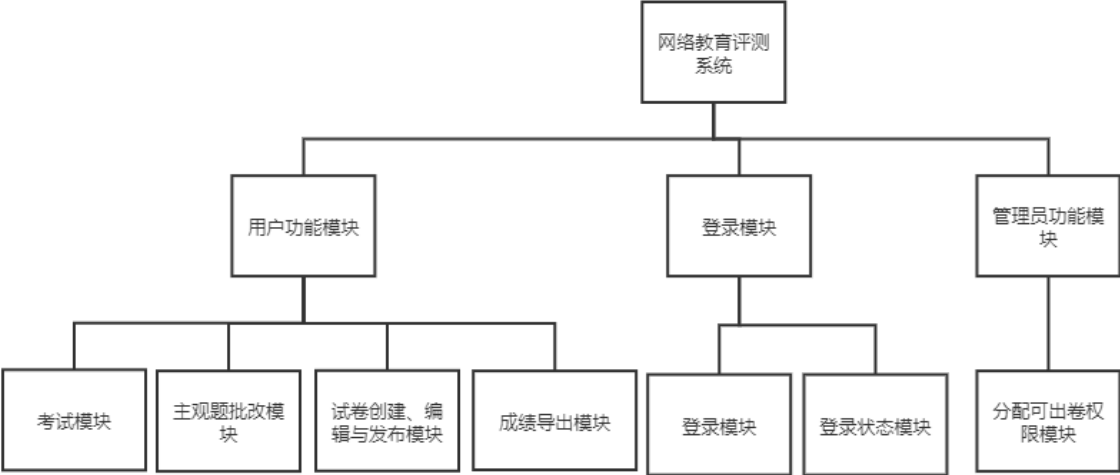 网络教育评测
系统
用户功能模块
登录模块
管理员功能模
块
考试模块
主观题批改模
块
试卷创建、编
辑与发布模块
成绩导出模块
登录模块
登录状态模块
分配可出卷权
限模块